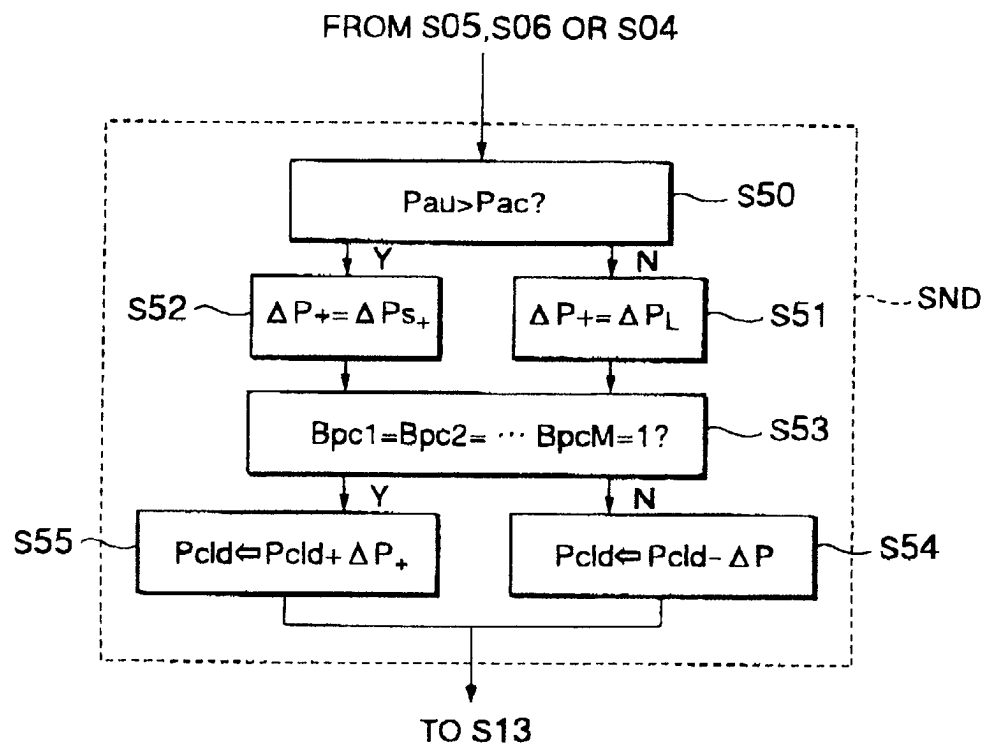 FROM S05,S06 OR S04
Pau>Pac?
S50
Y
N
S52
ΔP+=ΔPs+
ΔP+=ΔPL
S51
SND
Bpc1=Bpc2= ··· BpcM=1?
S53
Y
N
S55
Pcld⇐Pcld+ΔP+
Pcld⇐Pcld-ΔP
S54
TO S13